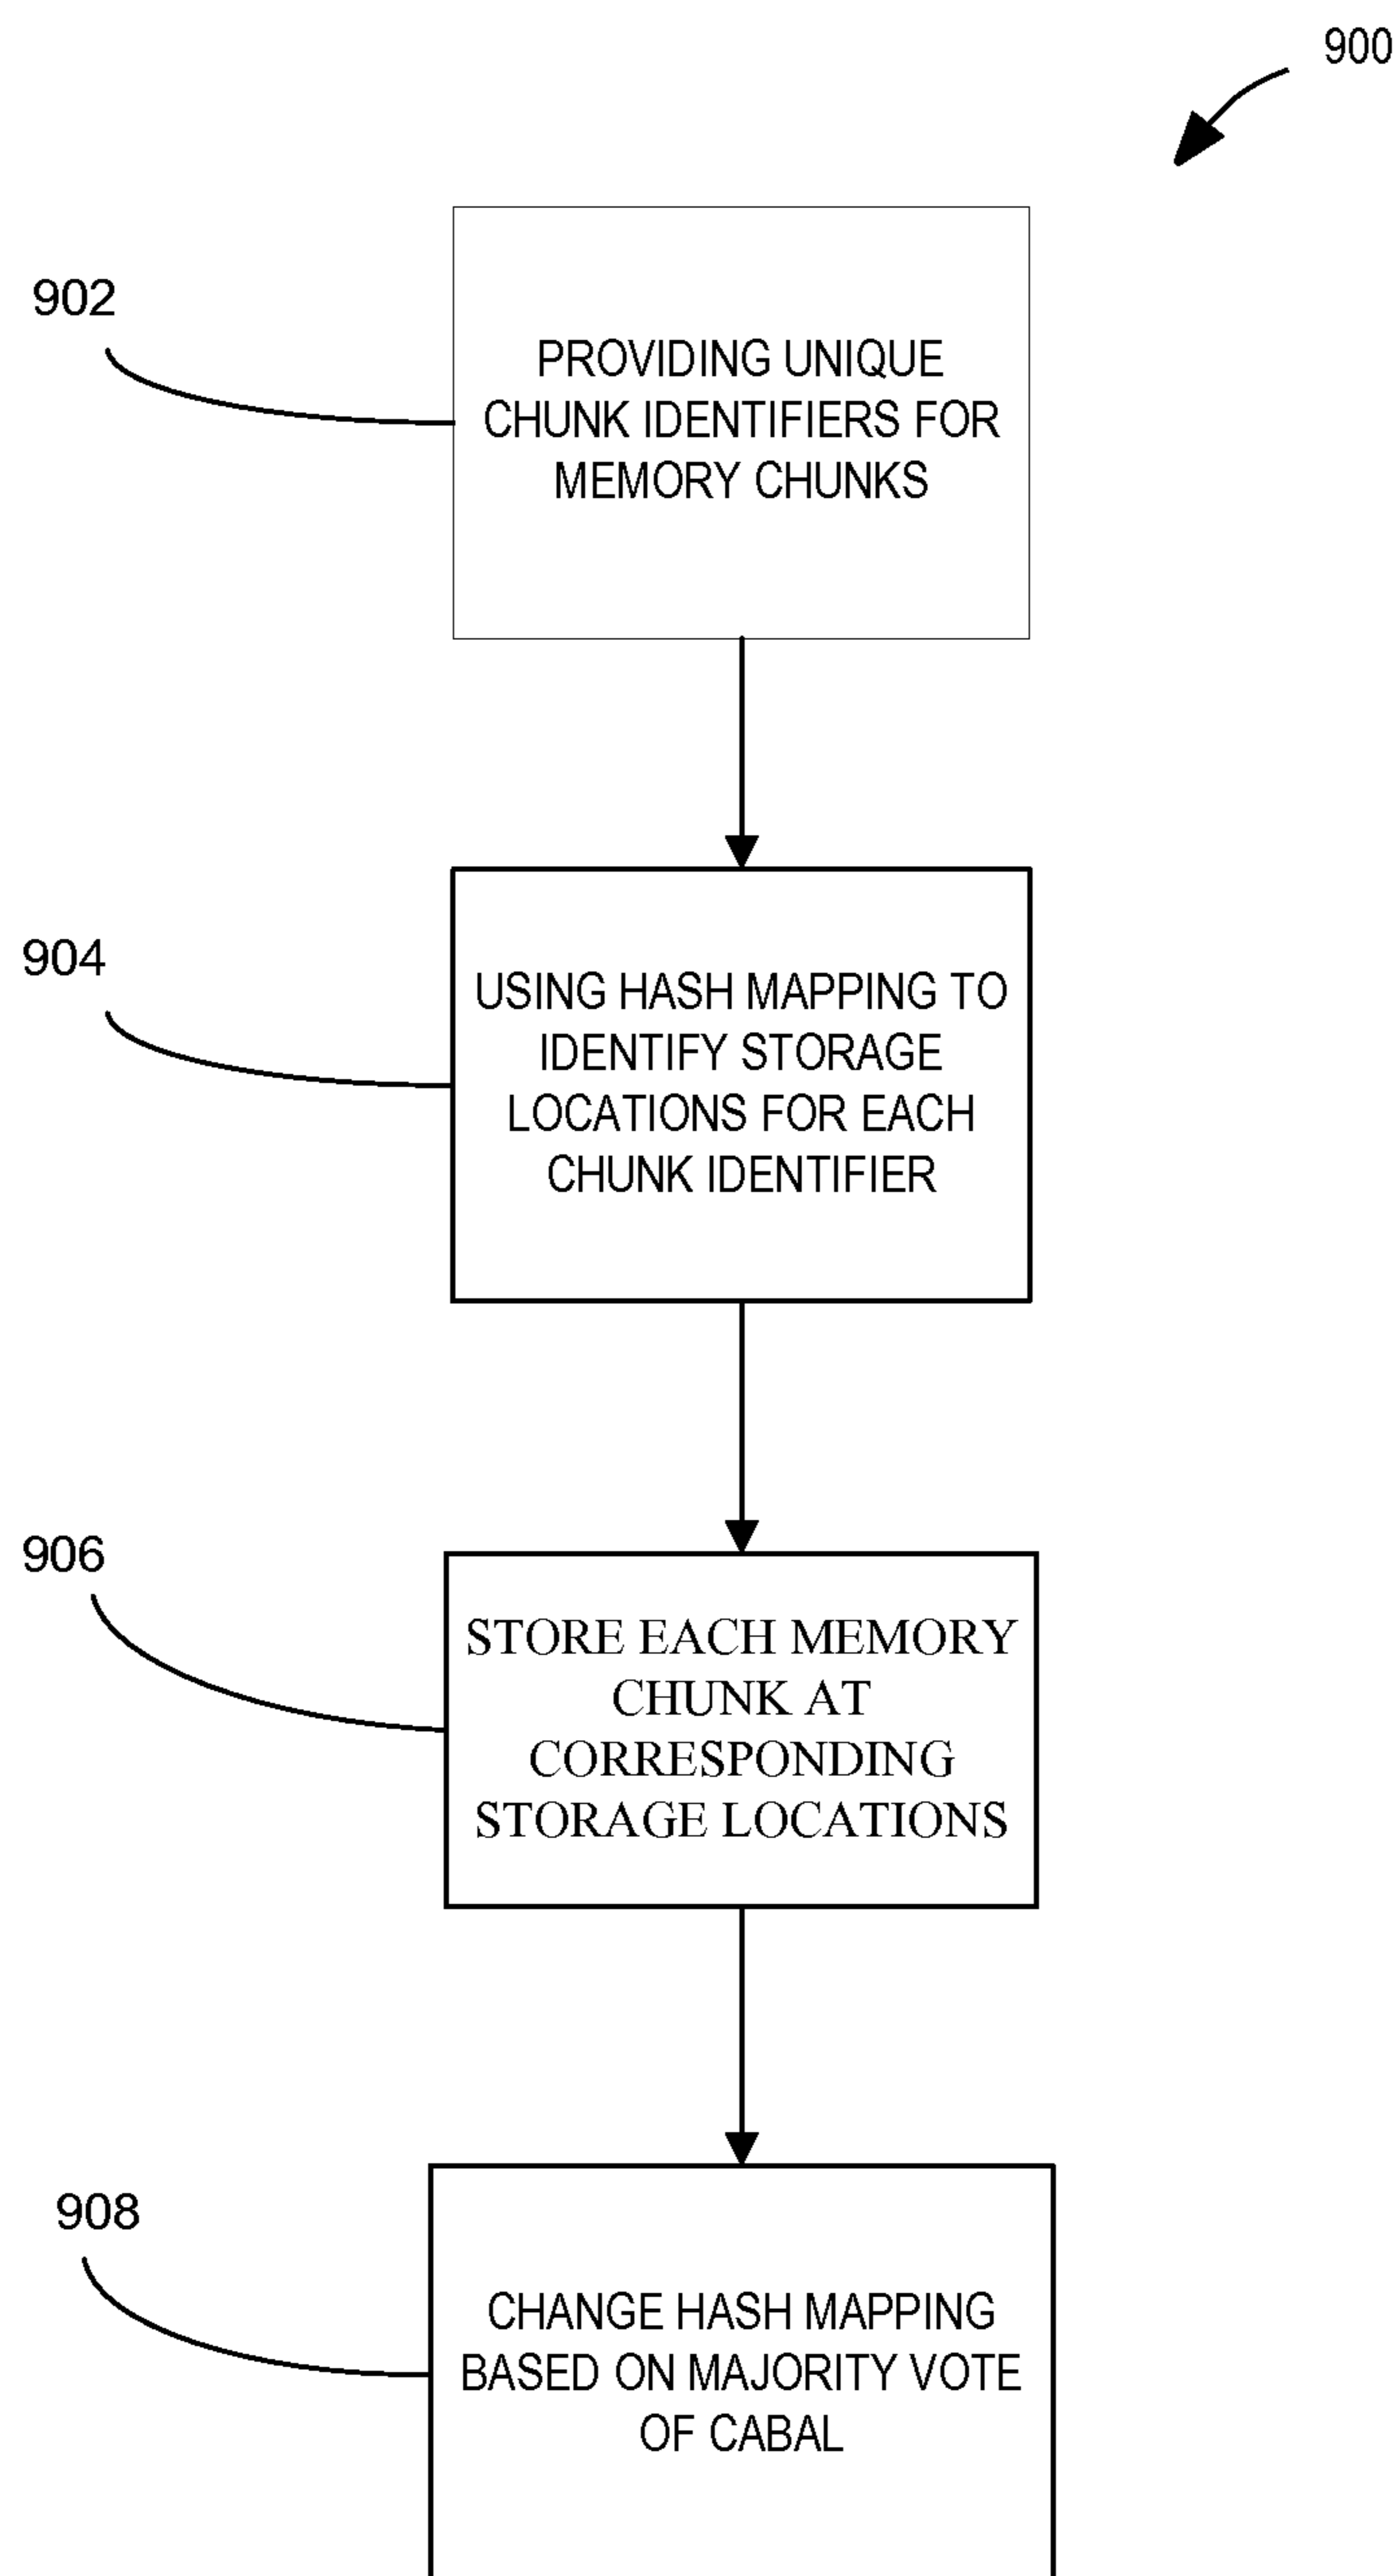 900
902
PROVIDING UNIQUE
CHUNK IDENTIFIERS FOR
MEMORY CHUNKS
904
USING HASH MAPPING TO
IDENTIFY STORAGE
LOCATIONS FOR EACH
CHUNK IDENTIFIER
906
STORE EACH MEMORY
CHUNK AT
CORRESPONDING
STORAGE LOCATIONS
908
CHANGE HASH MAPPING
BASED ON MAJORITY VOTE
OF CABAL